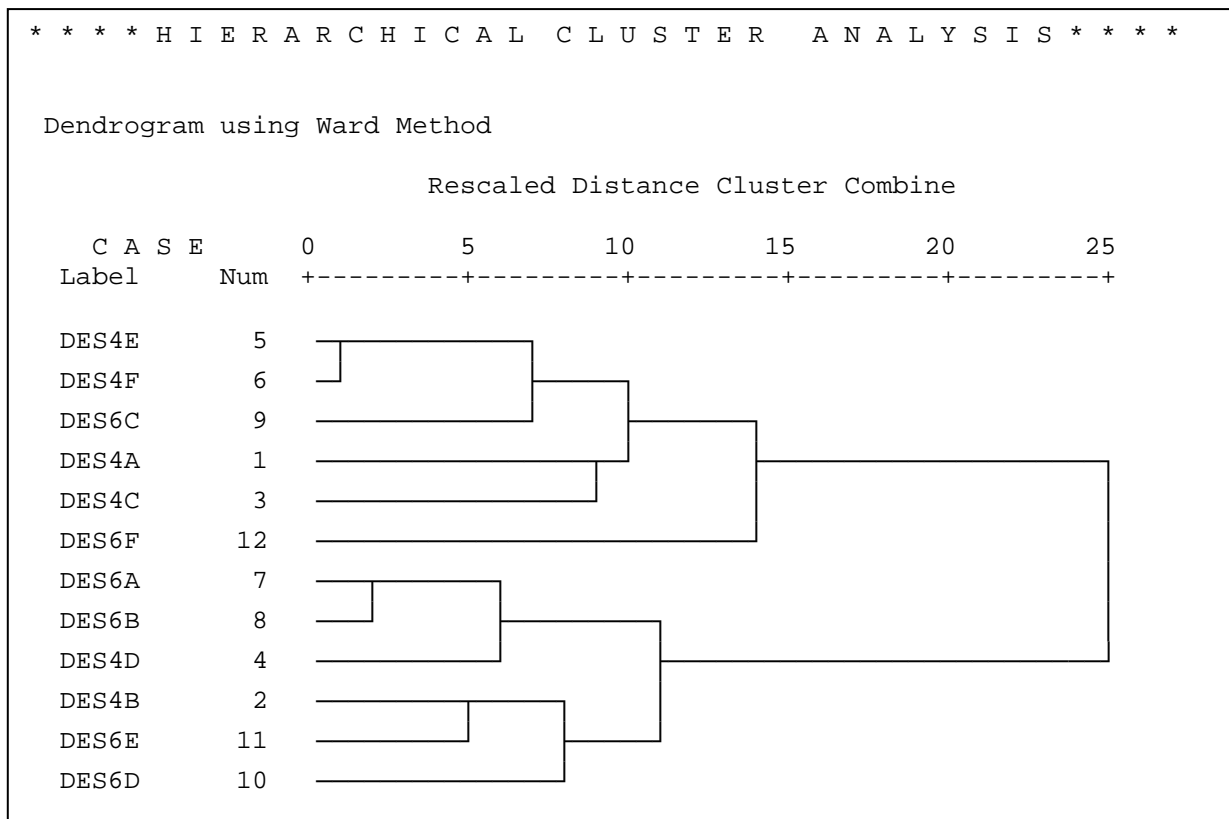 * * * * H I E R A R C H I C A L  C L U S T E R   A N A L Y S I S * * * *
Dendrogram using Ward Method
Rescaled Distance Cluster Combine
C A S E 0 5 10 15 20 25
Label Num +---------+---------+---------+---------+---------+
DES4E 5
DES4F 6
DES6C 9
DES4A 1
DES4C 3
DES6F 12
DES6A 7
DES6B 8
DES4D 4
DES4B 2
DES6E 11
DES6D 10